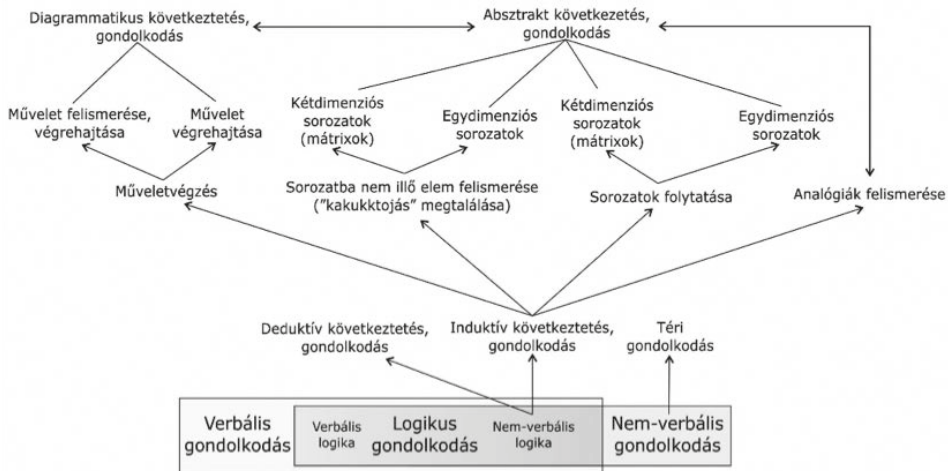 Diagrammatikus következtetés,
gondolkodás
Absztrakt következetés,
gondolkodás
Művelet felismerése,
végrehajtása
Művelet
végrehajtása
Kétdimenziós
sorozatok
(mátrixok)
Egydimenziós
sorozatok
Kétdimenziós
sorozatok
(mátrixok)
Egydimenziós
sorozatok
Műveletvégzés
Sorozatba nem illő elem felismerése
("kakukktojás" megtalálása)
Sorozatok folytatása
Analógiák felismerése
Deduktív következtetés,
gondolkodás
Induktív következtetés,
gondolkodás
Téri
gondolkodás
Verbális
gondolkodás
Verbális
logika
Logikus
gondolkodás
Nem-verbális
logika
Nem-verbális
gondolkodás